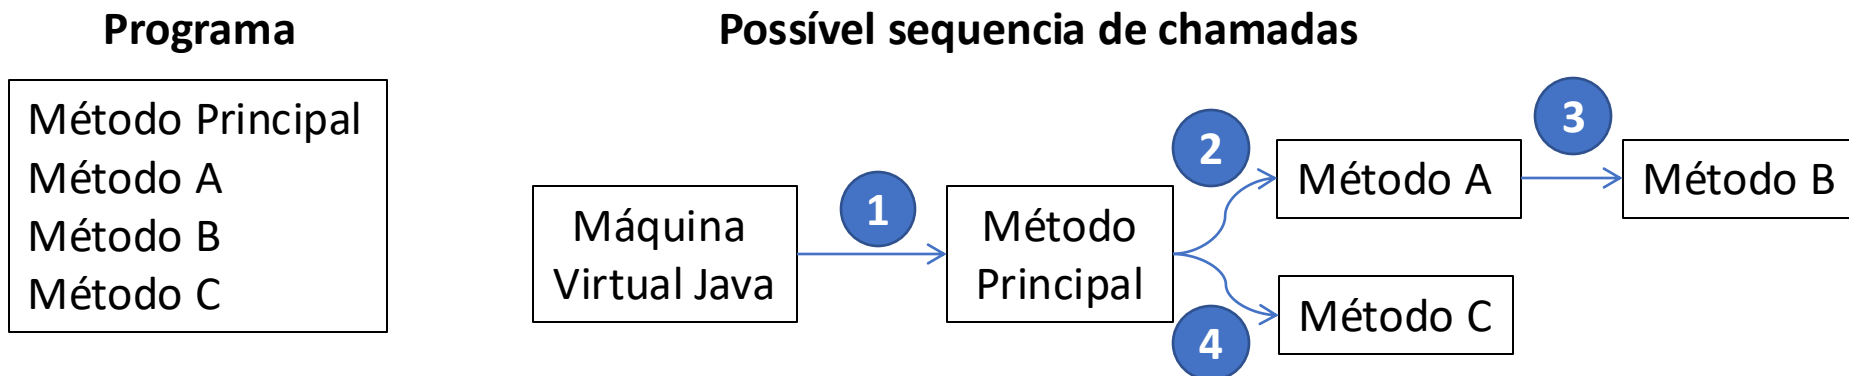 Programa
Método Principal
Método A
Método B
Método C
Possível sequencia de chamadas
Máquina
Virtual Java
1
Método
Principal
2
Método A
3
Método B
4
Método C